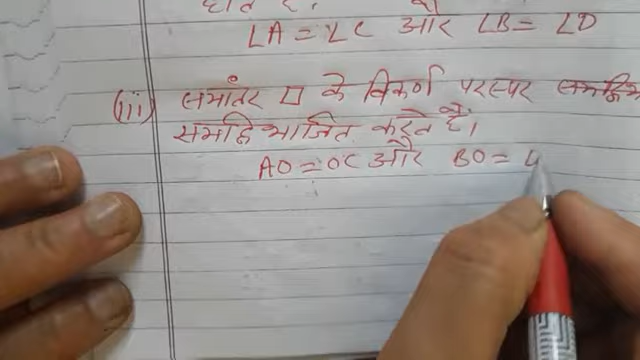 होते हैं।
∠A = ∠C और ∠B = ∠D
(iii) समांतर □ के विकर्ण परस्पर
समद्विभाजित करते हैं।
AO = OC और BO =